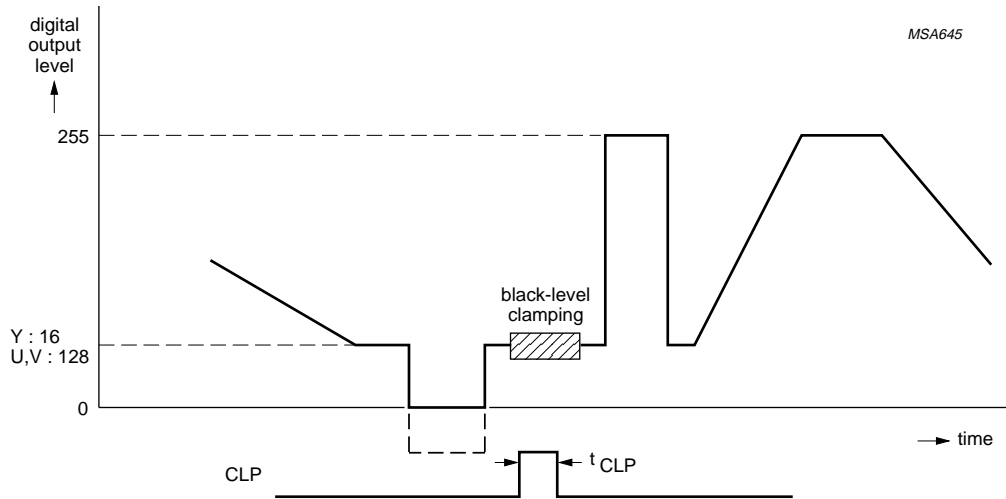 digital
output
level
MSA645
255
black-level
clamping
Y : 16
U,V : 128
0
time
CLP
t CLP